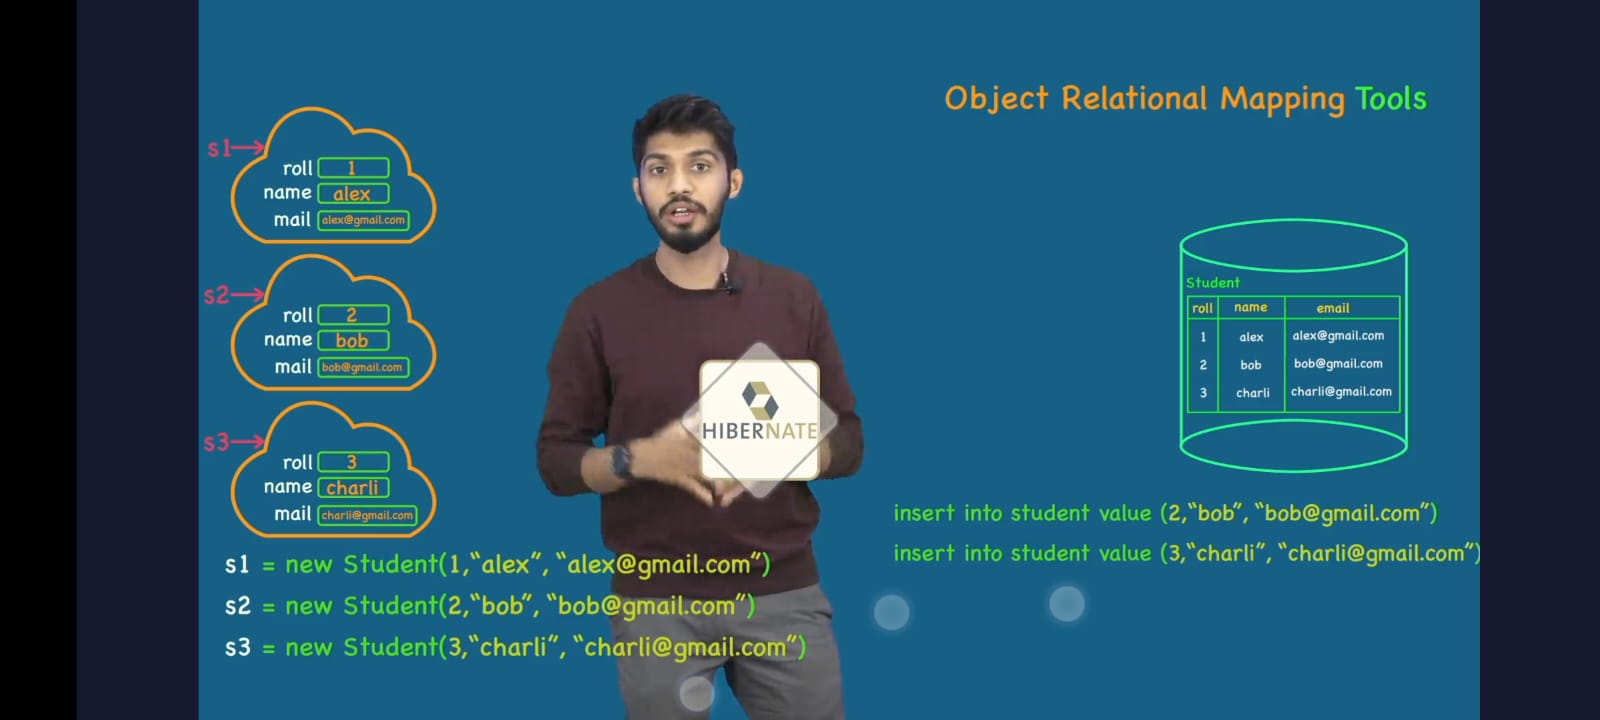 Object Relational Mapping Tools
s1
roll 1
name alex
mail alex@gmail.com
s2
roll 2
name bob
mail bob@gmail.com
s3
roll 3
name charli
mail charli@gmail.com
s1 = new Student(1,“alex”, “alex@gmail.com”)
s2 = new Student(2,“bob”, “bob@gmail.com”)
s3 = new Student(3,“charli”, “charli@gmail.com”)
HIBERNATE
Student
roll name email
1 alex alex@gmail.com
2 bob bob@gmail.com
3 charli charli@gmail.com
insert into student value (2,“bob”, “bob@gmail.com”)
insert into student value (3,“charli”, “charli@gmail.com”)